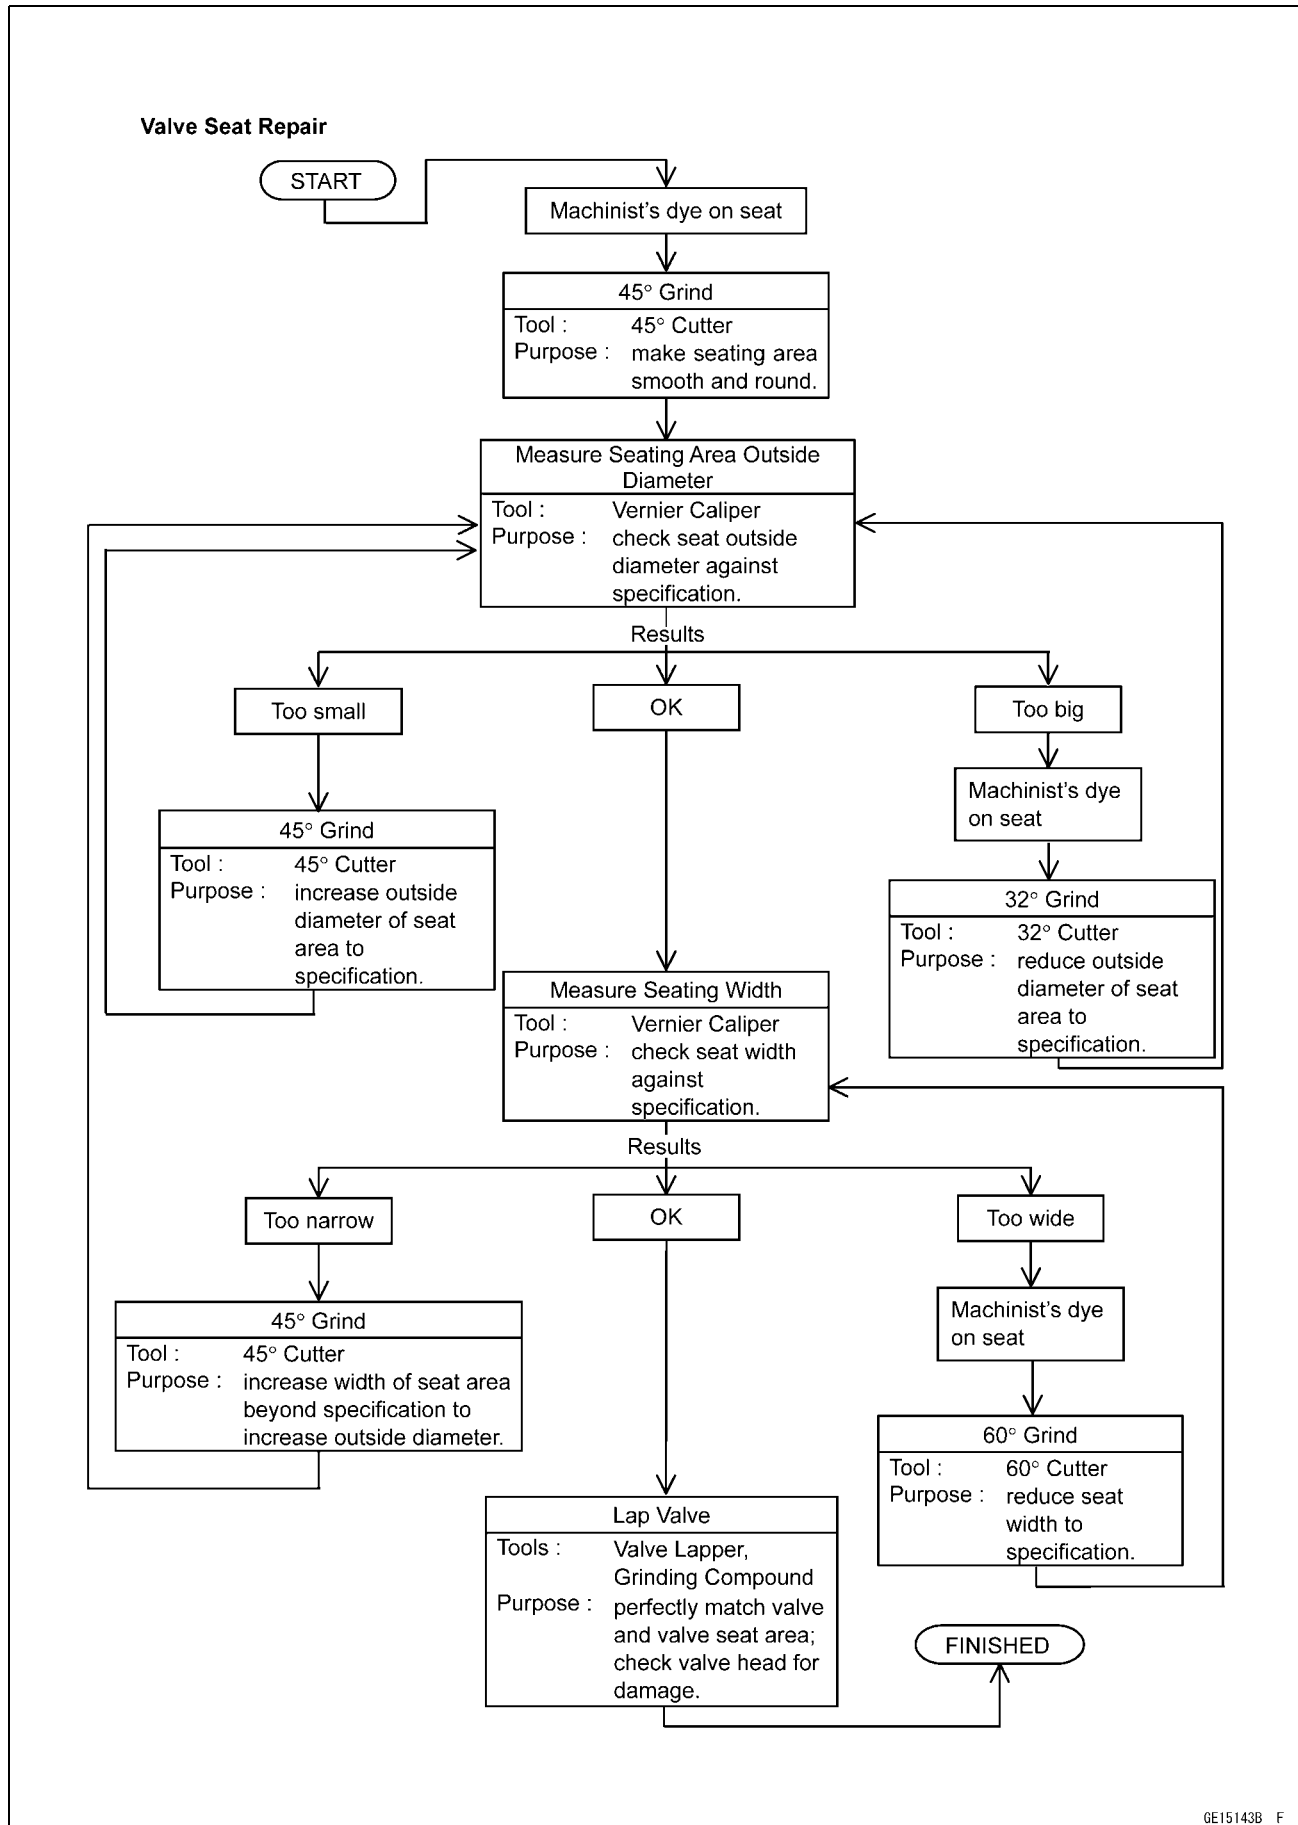 Valve Seat Repair
START
Machinist's dye on seat
45° Grind
Tool : 45° Cutter
Purpose : make seating area
smooth and round.
Measure Seating Area Outside
Diameter
Tool : Vernier Caliper
Purpose : check seat outside
diameter against
specification.
Results
Too small
OK
Too big
Machinist's dye
on seat
45° Grind
Tool : 45° Cutter
Purpose : increase outside
diameter of seat
area to
specification.
32° Grind
Tool : 32° Cutter
Purpose : reduce outside
diameter of seat
area to
specification.
Measure Seating Width
Tool : Vernier Caliper
Purpose : check seat width
against
specification.
Results
Too narrow
OK
Too wide
Machinist's dye
on seat
45° Grind
Tool : 45° Cutter
Purpose : increase width of seat area
beyond specification to
increase outside diameter.
60° Grind
Tool : 60° Cutter
Purpose : reduce seat
width to
specification.
Lap Valve
Tools : Valve Lapper,
Grinding Compound
Purpose : perfectly match valve
and valve seat area;
check valve head for
damage.
FINISHED
GE15143B F